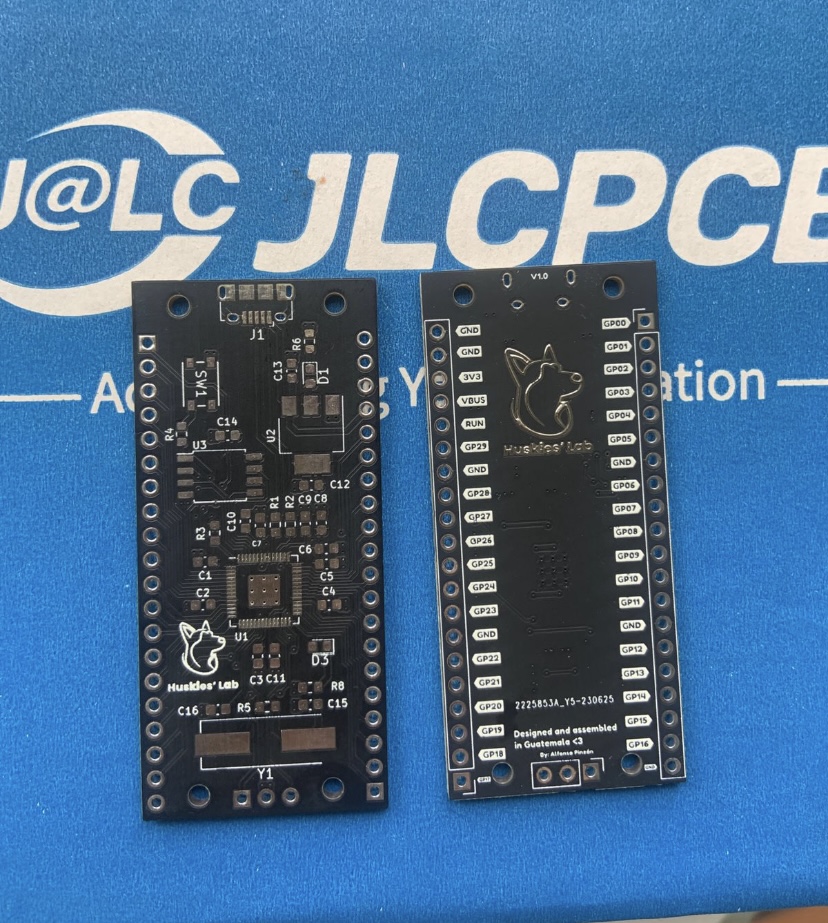 J@LC JLCPCB
J1
R6
C13
D1
SW1
R4
C14
U3
U2
C12
C9 C8
R1
R2
C10
R3
C7
C6
C1
C5
C2
C4
U1
D3
C3 C11
Huskies' Lab
R8
C16
R5
C15
Y1
V1.0
GND
GND
3V3
VBUS
RUN
GP29
GND
GP28
GP27
GP26
GP25
GP24
GP23
GND
GP22
GP21
GP20
GP19
GP18
GP17
Huskies' Lab
GP00
GP01
GP02
GP03
GP04
GP05
GND
GP06
GP07
GP08
GP09
GP10
GP11
GND
GP12
GP13
GP14
GP15
GP16
GND
2225853A_Y5-230625
Designed and assembled
in Guatemala <3
By: Alfonso Pinzón